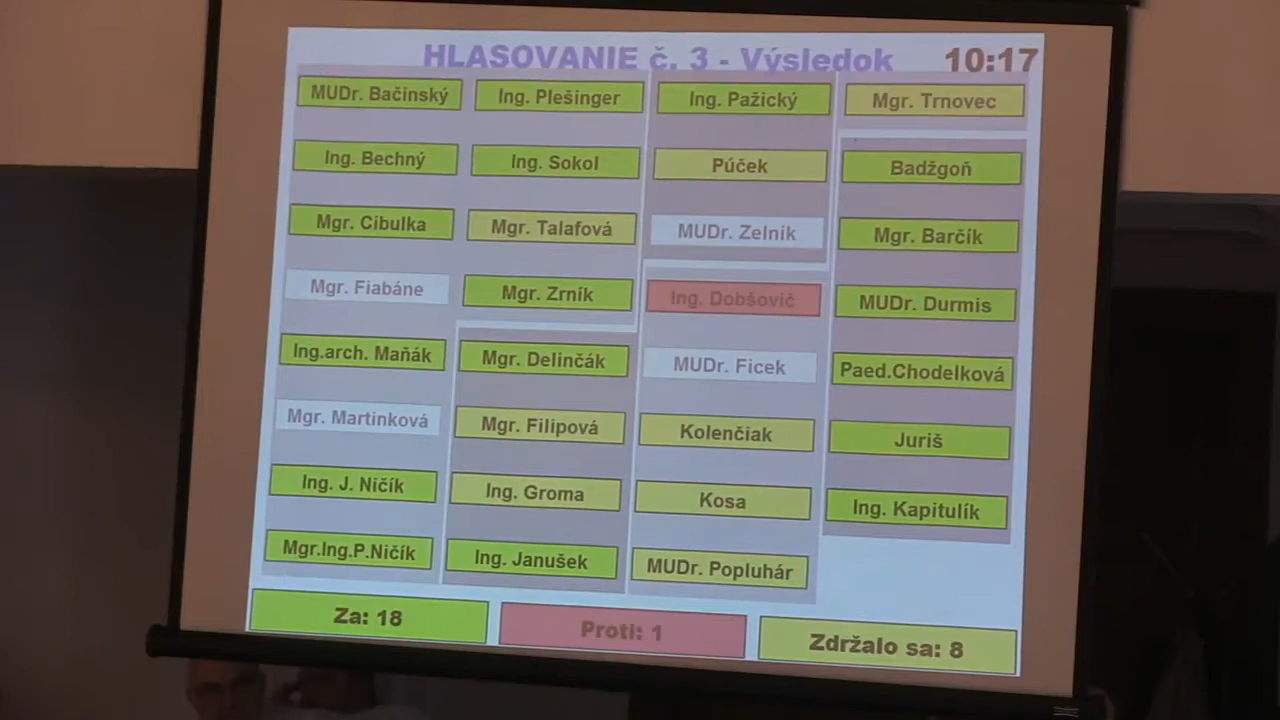 HLASOVANIE č. 3 - Výsledok 10:17
MUDr. Bačinský
Ing. Bechný
Mgr. Cibulka
Mgr. Fiabáne
Ing.arch. Maňák
Mgr. Martinková
Ing. J. Ničík
Mgr.Ing.P.Ničík
Ing. Plešinger
Ing. Sokol
Mgr. Talafová
Mgr. Zrník
Mgr. Delinčák
Mgr. Filipová
Ing. Groma
Ing. Janušek
Ing. Pažický
Púček
MUDr. Zelník
Ing. Dobšovič
MUDr. Ficek
Kolenčiak
Kosa
MUDr. Popluhár
Mgr. Trnovec
Badžgoň
Mgr. Barčík
MUDr. Durmis
Paed.Chodelková
Juriš
Ing. Kapitulík
Za: 18
Proti: 1
Zdržalo sa: 8